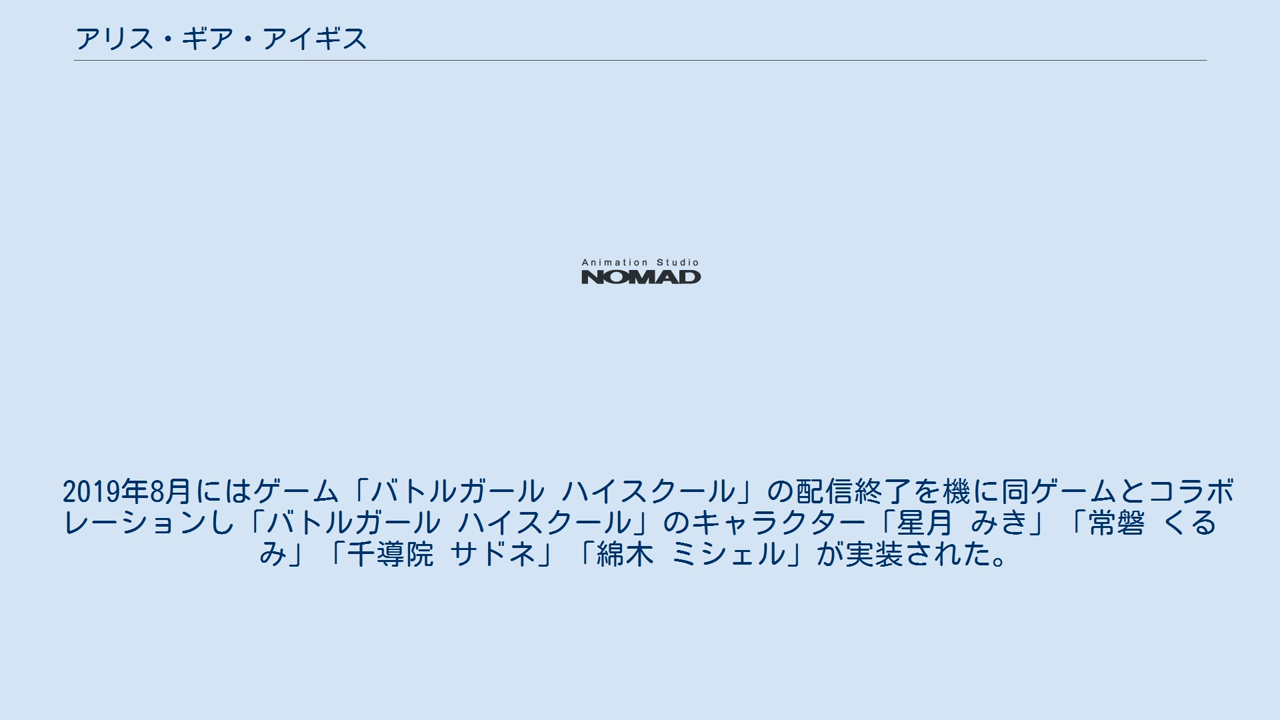 アリス・ギア・アイギス
Animation Studio
NOMAD
2019年8月にはゲーム「バトルガール ハイスクール」の配信終了を機に同ゲームとコラボ
レーションし「バトルガール ハイスクール」のキャラクター「星月 みき」「常磐 くる
み」「千導院 サドネ」「綿木 ミシェル」が実装された。